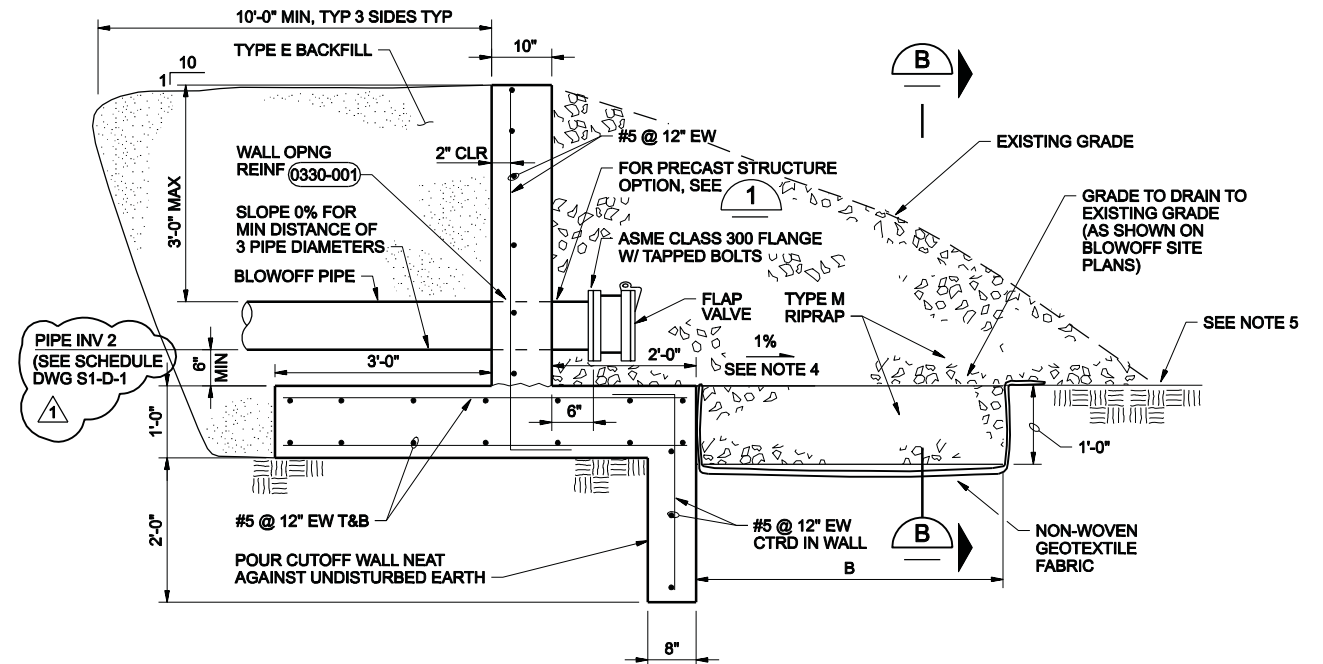 10'-0" MIN, TYP 3 SIDES TYP
TYPE E BACKFILL
10"
10
1
B
#5 @ 12" EW
EXISTING GRADE
WALL OPNG
REINF 0330-001
2" CLR
FOR PRECAST STRUCTURE
OPTION, SEE
1
3'-0" MAX
GRADE TO DRAIN TO
EXISTING GRADE
(AS SHOWN ON
BLOWOFF SITE
PLANS)
SLOPE 0% FOR
MIN DISTANCE OF
3 PIPE DIAMETERS
ASME CLASS 300 FLANGE
W/ TAPPED BOLTS
BLOWOFF PIPE
FLAP
VALVE
TYPE M
RIPRAP
SEE NOTE 5
PIPE INV 2
(SEE SCHEDULE
DWG S1-D-1
1
6"
MIN
3'-0"
2'-0"
1%
SEE NOTE 4
1'-0"
6"
1'-0"
2'-0"
#5 @ 12" EW T&B
#5 @ 12" EW
CTRD IN WALL
B
NON-WOVEN
GEOTEXTILE
FABRIC
POUR CUTOFF WALL NEAT
AGAINST UNDISTURBED EARTH
B
8"